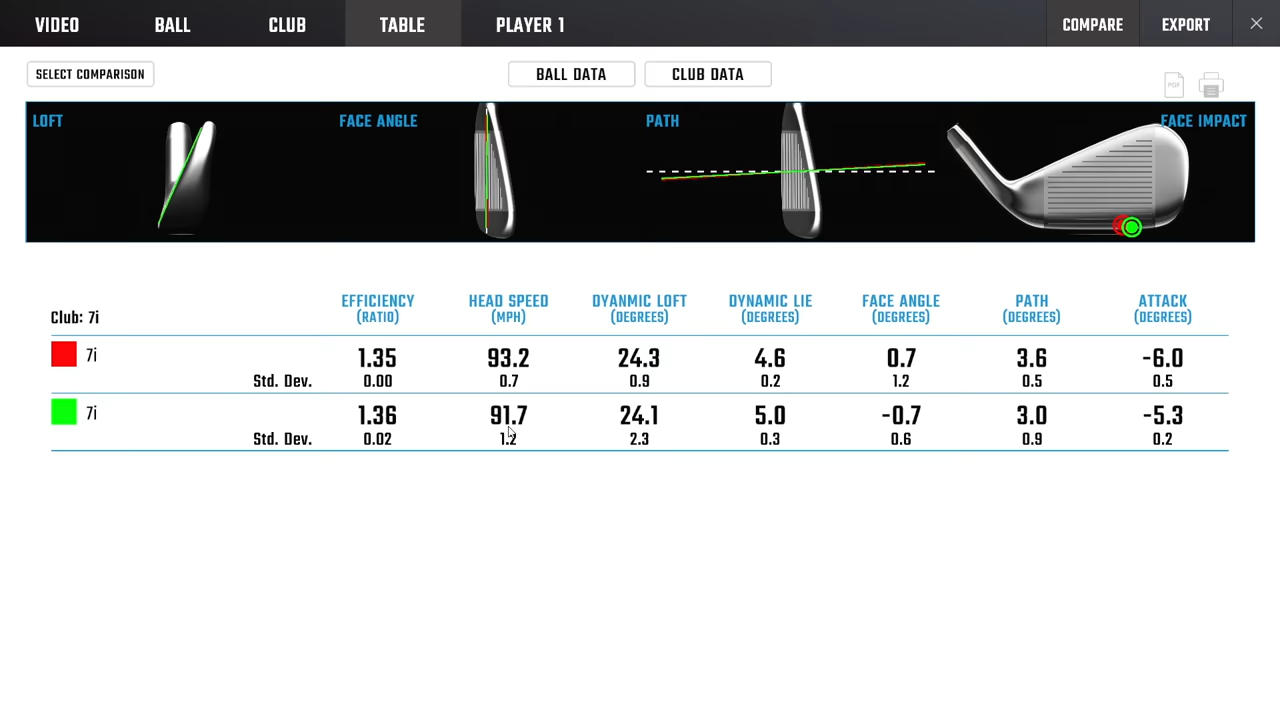 VIDEO BALL CLUB TABLE PLAYER 1 COMPARE EXPORT
SELECT COMPARISON BALL DATA CLUB DATA
PDF
LOFT FACE ANGLE PATH FACE IMPACT
EFFICIENCY HEAD SPEED DYANMIC LOFT DYNAMIC LIE FACE ANGLE PATH ATTACK
Club: 7i (RATIO) (MPH) (DEGREES) (DEGREES) (DEGREES) (DEGREES) (DEGREES)
7i 1.35 93.2 24.3 4.6 0.7 3.6 -6.0
Std. Dev. 0.00 0.7 0.9 0.2 1.2 0.5 0.5
7i 1.36 91.7 24.1 5.0 -0.7 3.0 -5.3
Std. Dev. 0.02 1.2 2.3 0.3 0.6 0.9 0.2